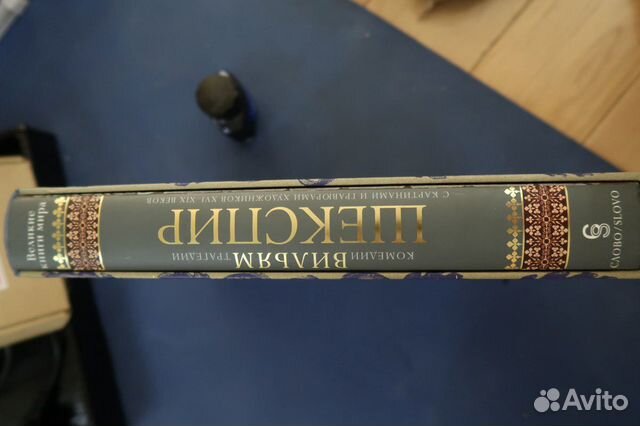 Великие
книги мира
КОМЕДИИ
ТРАГЕДИИ
ВИЛЬЯМ
ШЕКСПИР
С КАРТИНАМИ И ГРАВЮРАМИ ХУДОЖНИКОВ XVI–XIX ВЕКОВ
СЛОВО/SLOVO
Avito